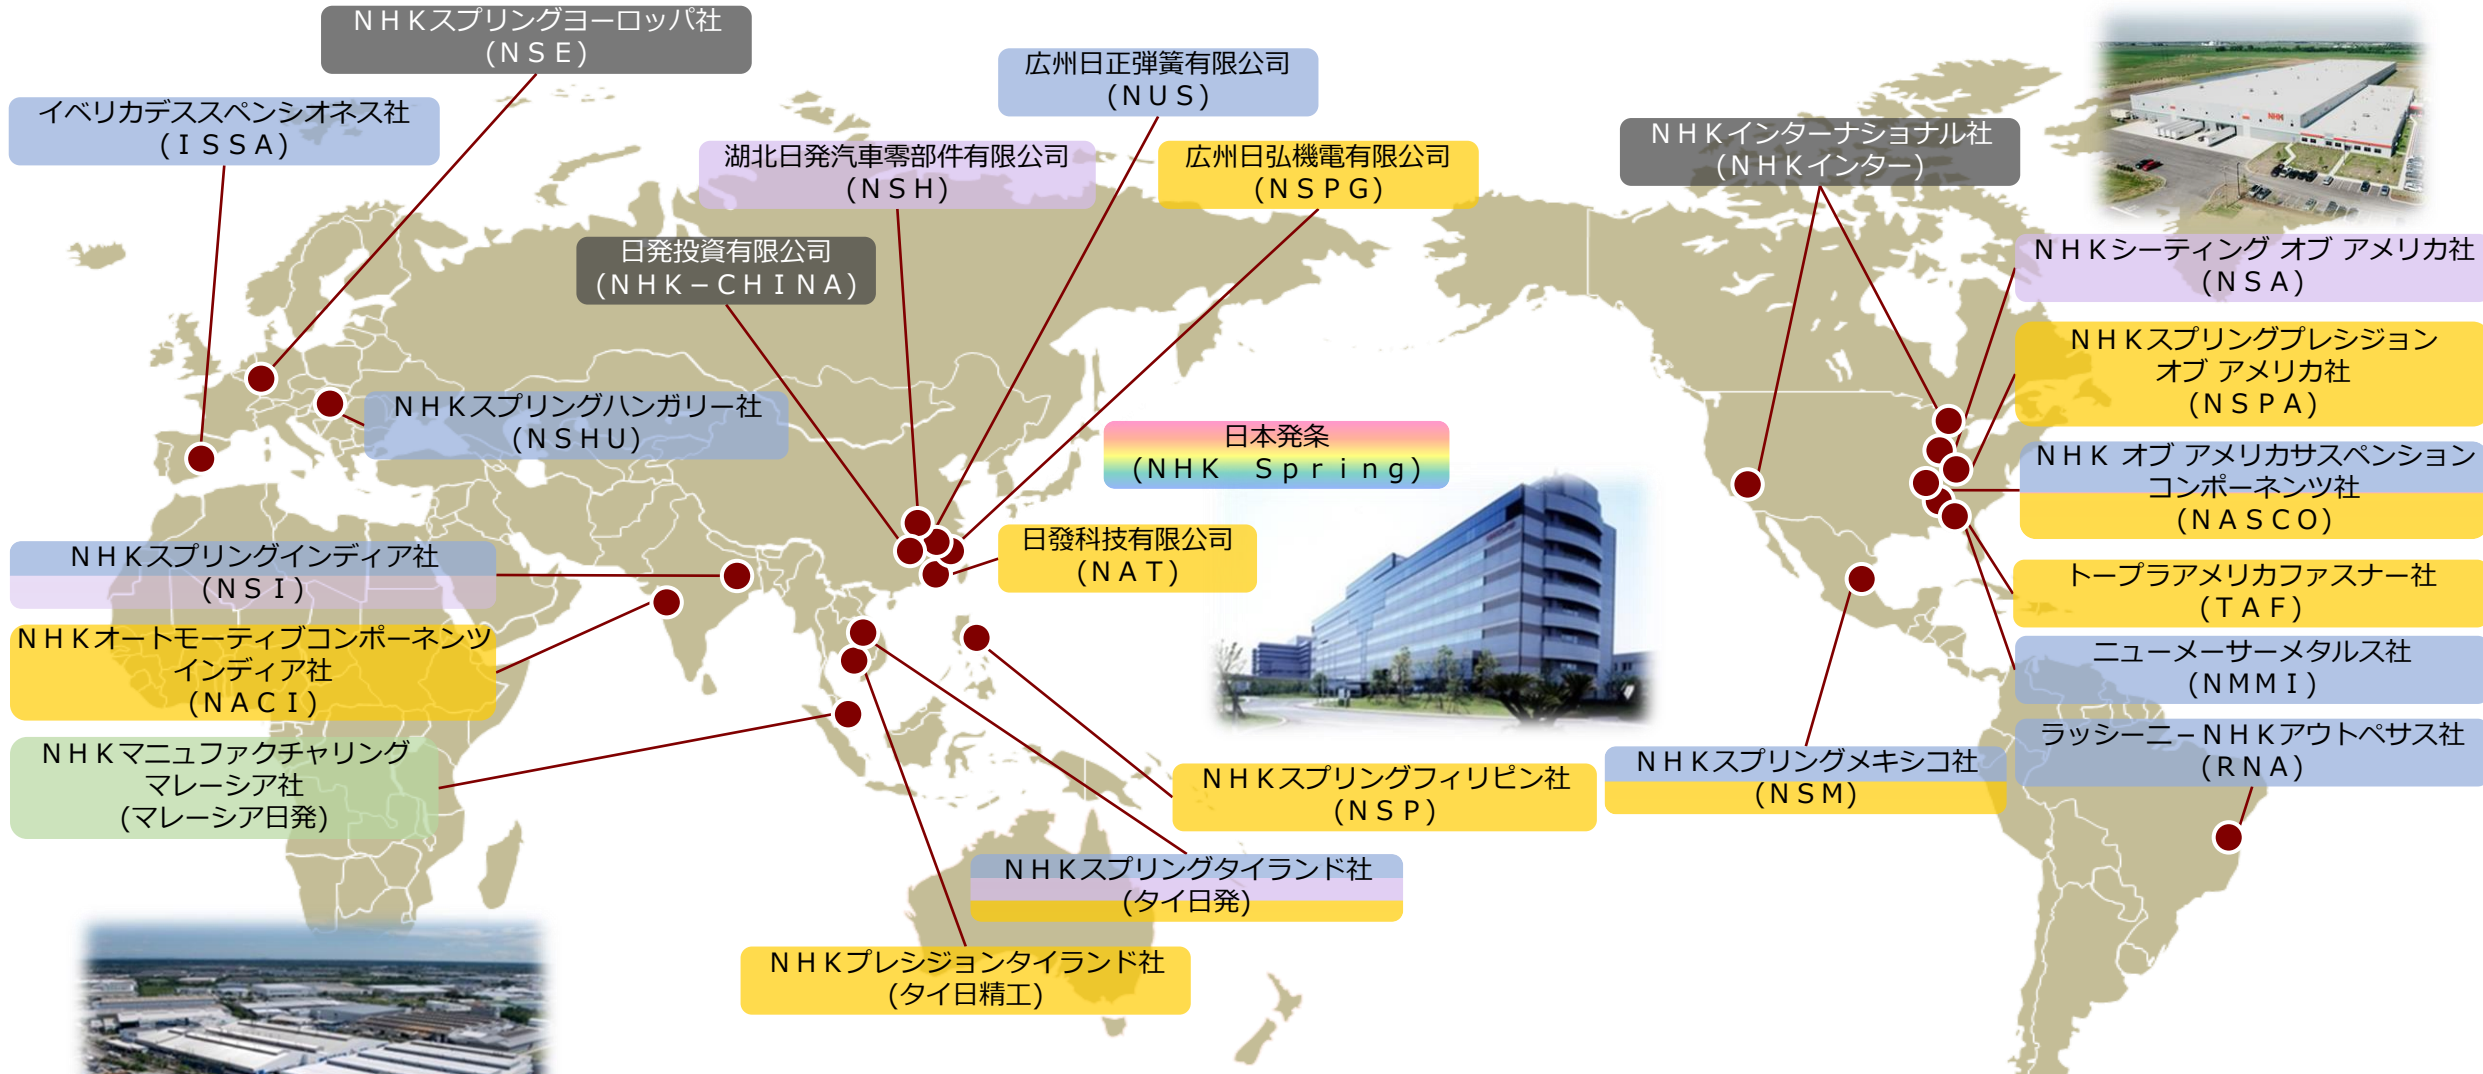 ＮＨＫスプリングヨーロッパ社
(ＮＳＥ)
イベリカデススペンシオネス社
(ＩＳＳＡ)
広州日正弾簧有限公司
(ＮＵＳ)
湖北日発汽車零部件有限公司
(ＮＳＨ)
広州日弘機電有限公司
(ＮＳＰＧ)
日発投資有限公司
(ＮＨＫ－ＣＨＩＮＡ)
ＮＨＫインターナショナル社
(ＮＨＫインター)
ＮＨＫシーティング オブ アメリカ社
(ＮＳＡ)
ＮＨＫスプリングプレシジョン
オブ アメリカ社
(ＮＳＰＡ)
ＮＨＫスプリングハンガリー社
(ＮＳＨＵ)
日本発条
(ＮＨＫ　Ｓｐｒｉｎｇ)
ＮＨＫ オブ アメリカサスペンション
コンポーネンツ社
(ＮＡＳＣＯ)
日發科技有限公司
(ＮＡＴ)
ＮＨＫスプリングインディア社
(ＮＳＩ)
トープラアメリカファスナー社
(ＴＡＦ)
ＮＨＫオートモーティブコンポーネンツ
インディア社
(ＮＡＣＩ)
ニューメーサーメタルス社
(ＮＭＭＩ)
ＮＨＫマニュファクチャリング
マレーシア社
(マレーシア日発)
ＮＨＫスプリングフィリピン社
(ＮＳＰ)
ＮＨＫスプリングメキシコ社
(ＮＳＭ)
ラッシーニ－ＮＨＫアウトペサス社
(ＲＮＡ)
ＮＨＫスプリングタイランド社
(タイ日発)
ＮＨＫプレシジョンタイランド社
(タイ日精工)